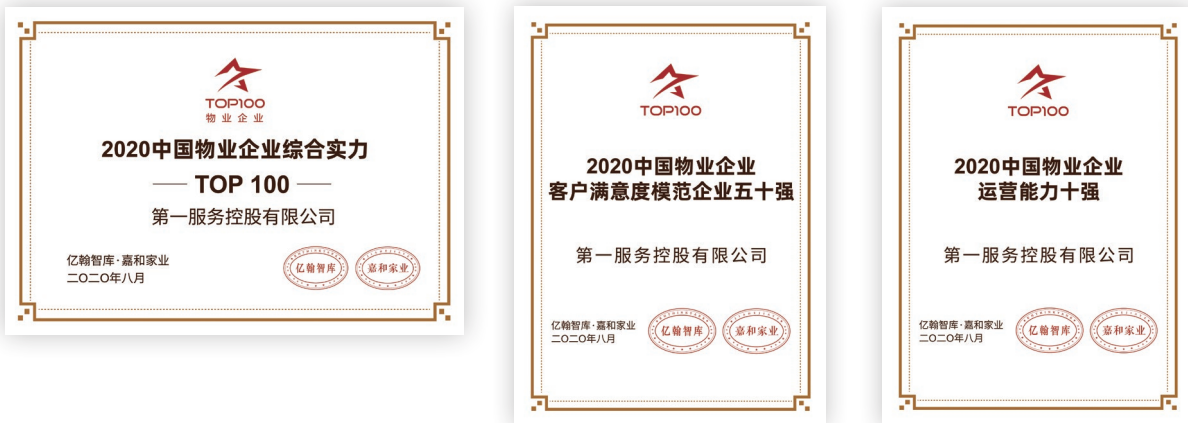 TOP100
物业企业
2020中国物业企业综合实力
TOP 100
第一服务控股有限公司
亿翰智库·嘉和家业
二〇二〇年八月
亿翰智库
嘉和家业
TOP100
2020中国物业企业
客户满意度模范企业五十强
第一服务控股有限公司
亿翰智库·嘉和家业
二〇二〇年八月
亿翰智库
嘉和家业
TOP100
2020中国物业企业
运营能力十强
第一服务控股有限公司
亿翰智库·嘉和家业
二〇二〇年八月
亿翰智库
嘉和家业